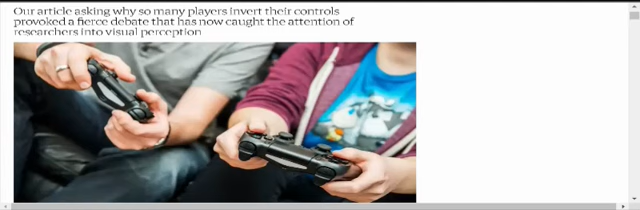 Our article asking why so many players invert their controls
provoked a fierce debate that has now caught the attention of
researchers into visual perception